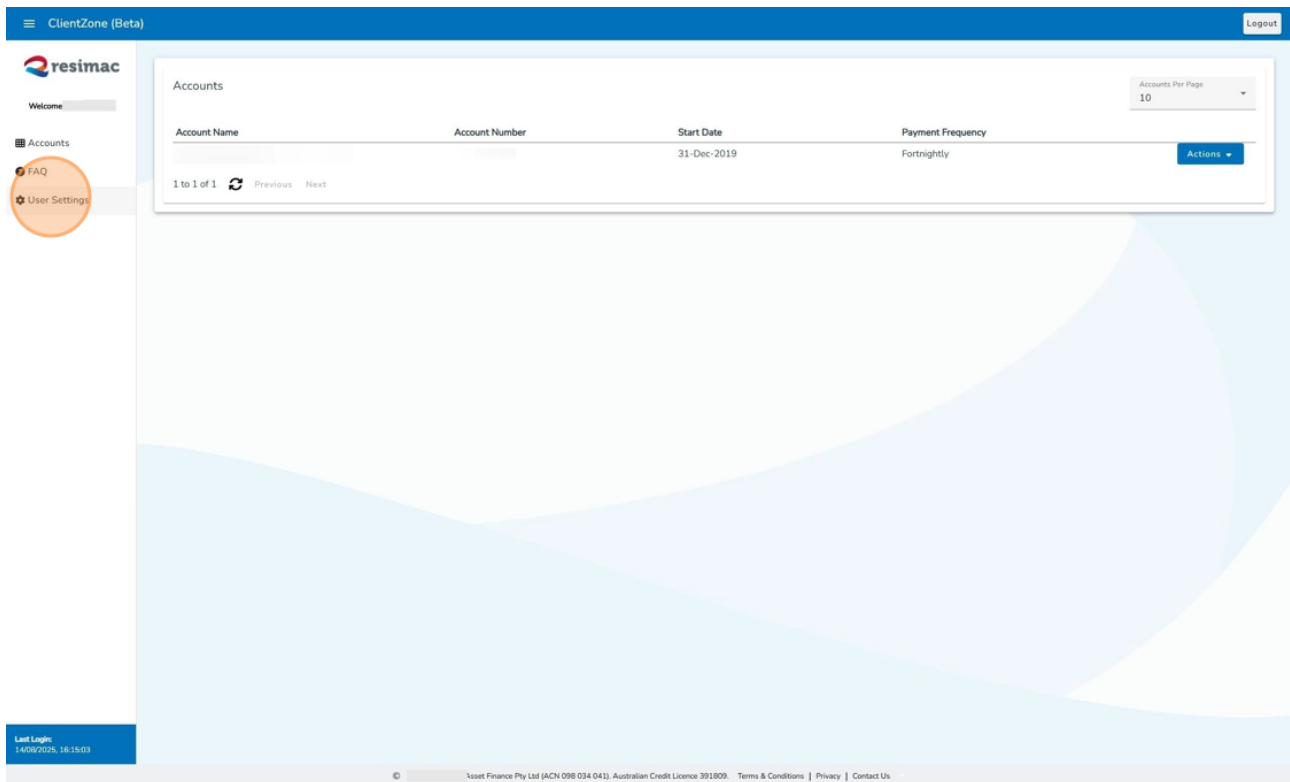 ClientZone (Beta)
Logout
resimac
Welcome
Accounts
FAQ
User Settings
Accounts
Accounts Per Page
10
Account Name Account Number Start Date Payment Frequency
31-Dec-2019 Fortnightly Actions
1 to 1 of 1 Previous Next
Last Login:
14/08/2025, 16:15:03
© Asset Finance Pty Ltd (ACN 098 034 041). Australian Credit Licence 391809. Terms & Conditions | Privacy | Contact Us